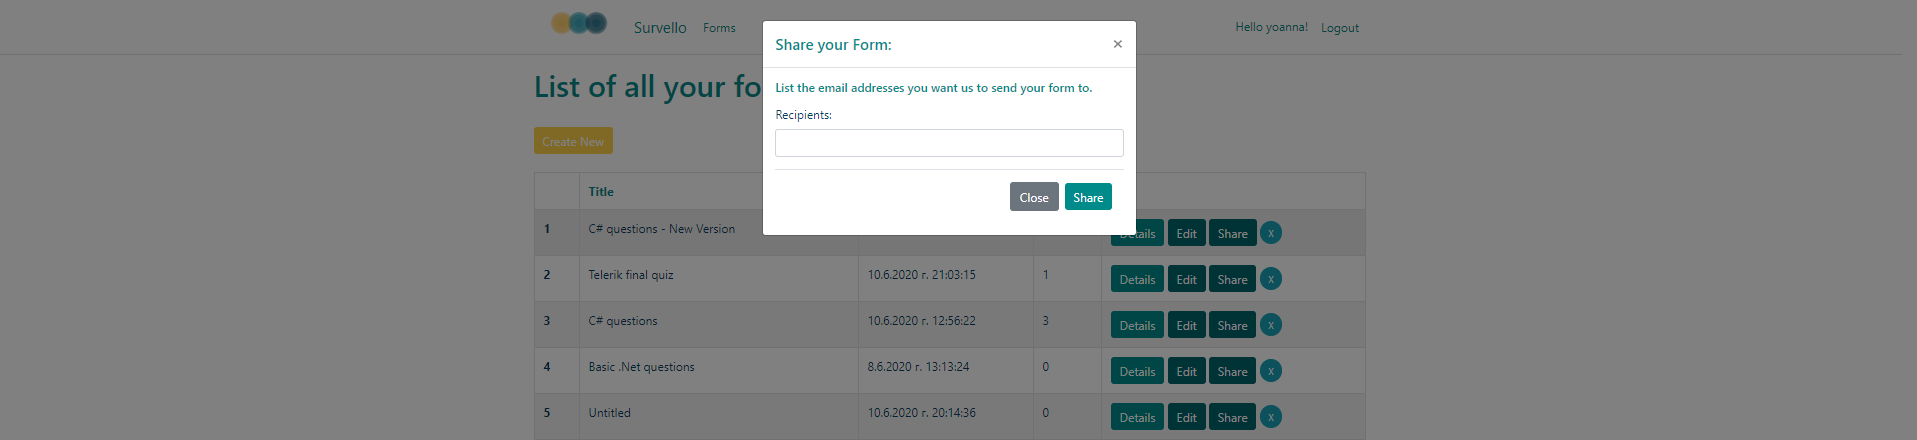 Survello Forms Hello yoanna! Logout
Share your Form: ×
List the email addresses you want us to send your form to.
Recipients:
Close Share
List of all your fo
Create New
Title
1 C# questions - New Version Details Edit Share x
2 Telerik final quiz 10.6.2020 г. 21:03:15 1 Details Edit Share x
3 C# questions 10.6.2020 г. 12:56:22 3 Details Edit Share x
4 Basic .Net questions 8.6.2020 г. 13:13:24 0 Details Edit Share x
5 Untitled 10.6.2020 г. 20:14:36 0 Details Edit Share x